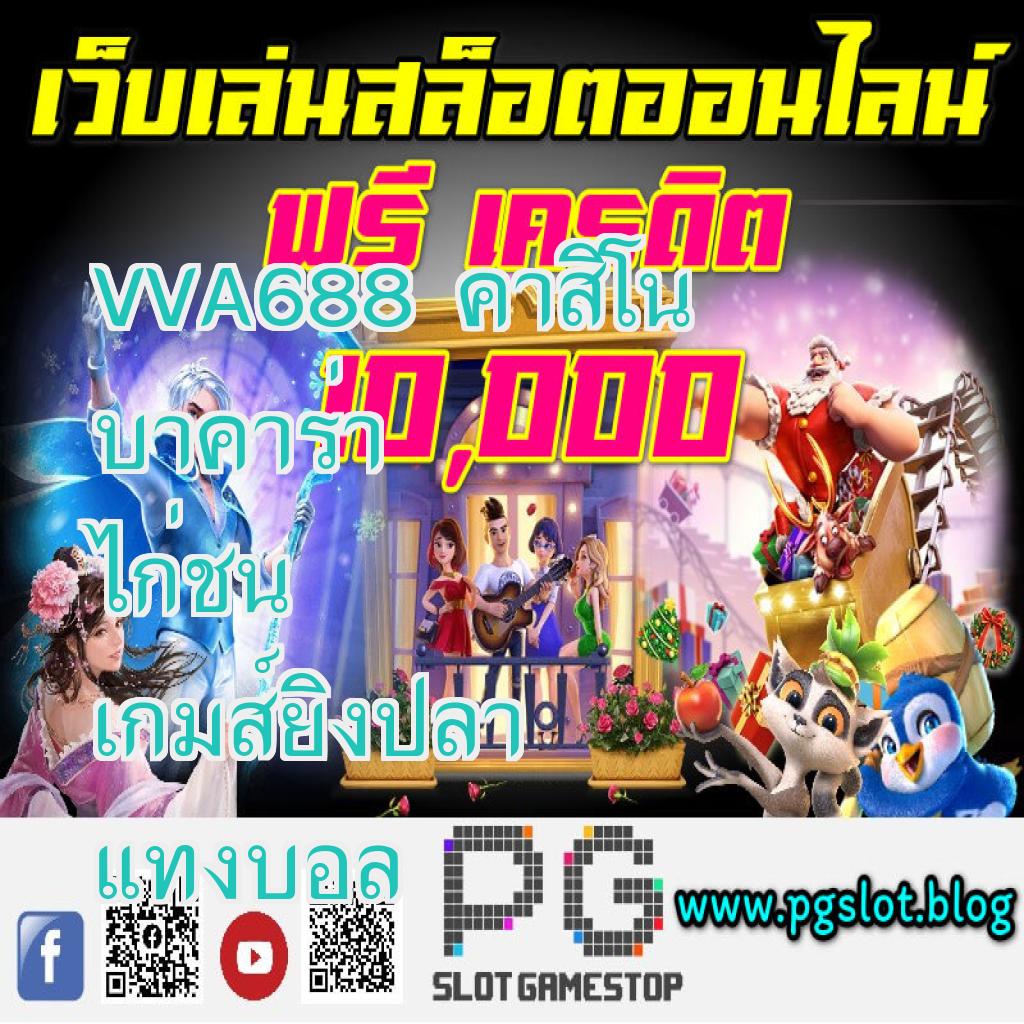 เว็บเล่นสล็อตออนไลน์
ฟรี เครดิต
VVA688 คาสิโน
10,000
บาคาร่า
ไก่ชน
เกมส์ยิงปลา
แทงบอล
PG
www.pgslot.blog
SLOT GAMESTOP